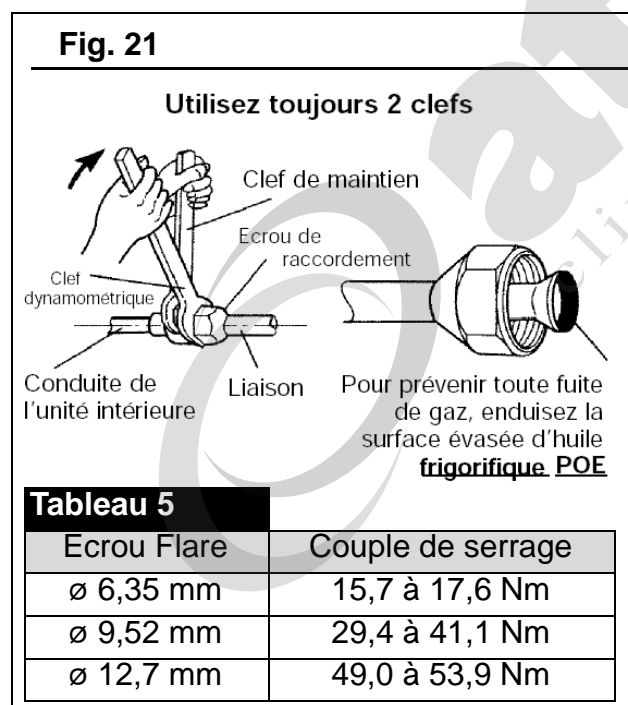 Fig. 21
Utilisez toujours 2 clefs
Clef de maintien
Ecrou de
raccordement
Clef
dynamométrique
Conduite de
l'unité intérieure
Liaison
Pour prévenir toute fuite
de gaz, enduisez la
surface évasée d'huile
frigorifique POE
Tableau 5
Ecrou Flare Couple de serrage
ø 6,35 mm 15,7 à 17,6 Nm
ø 9,52 mm 29,4 à 41,1 Nm
ø 12,7 mm 49,0 à 53,9 Nm